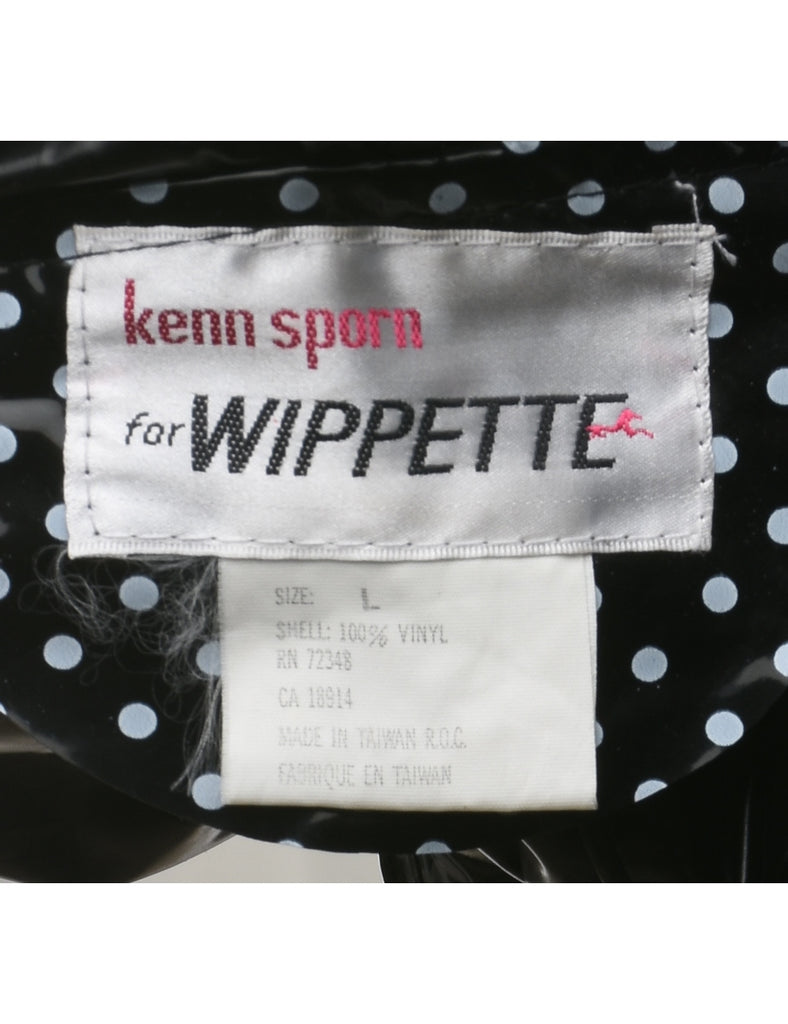 kenn sporn
for WIPPETTE
SIZE: L
SHELL: 100% VINYL
RN 72348
CA 18914
MADE IN TAIWAN R.O.C.
FABRIQUE EN TAIWAN